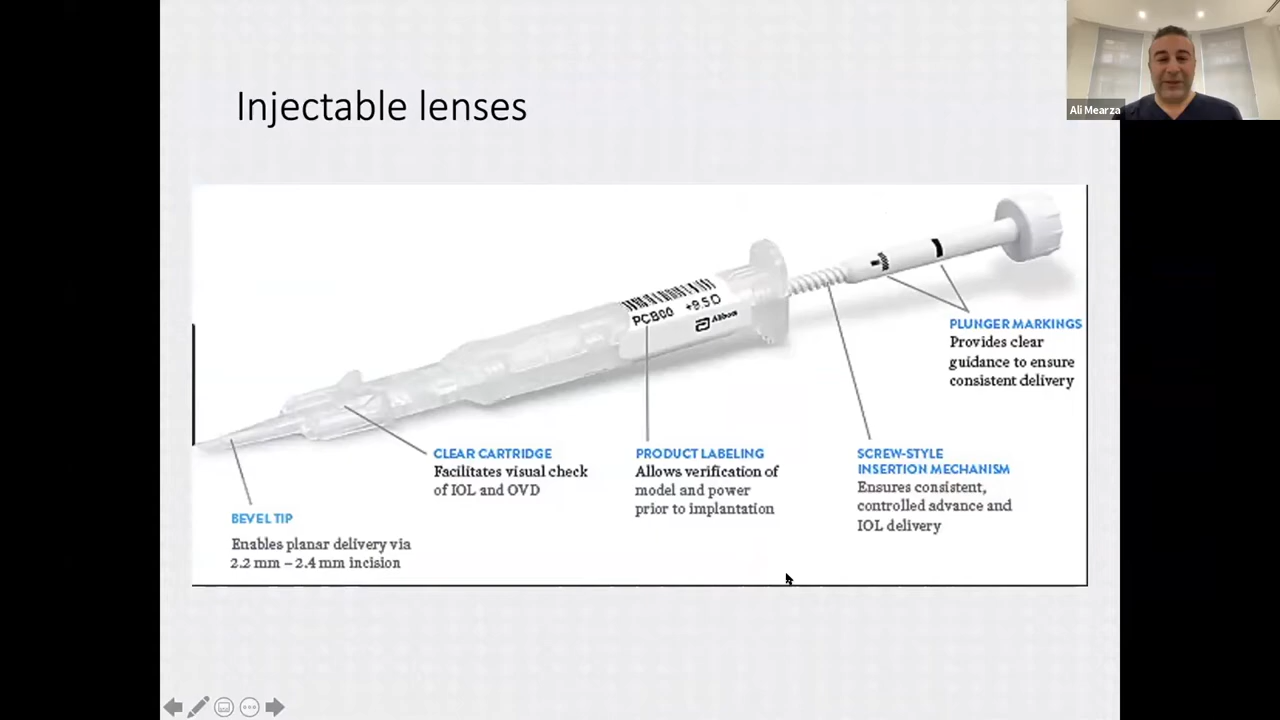 Injectable lenses
Ali Mearza
PCB00 +9.5D
Abbott
PLUNGER MARKINGS
Provides clear
guidance to ensure
consistent delivery
CLEAR CARTRIDGE
Facilitates visual check
of IOL and OVD
PRODUCT LABELING
Allows verification of
model and power
prior to implantation
SCREW-STYLE
INSERTION MECHANISM
Ensures consistent,
controlled advance and
IOL delivery
BEVEL TIP
Enables planar delivery via
2.2 mm – 2.4 mm incision